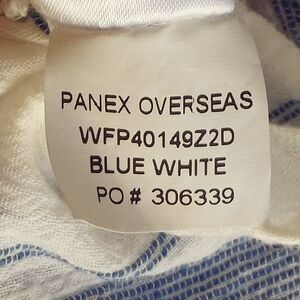 PANEX OVERSEAS
WFP40149Z2D
BLUE WHITE
PO # 306339